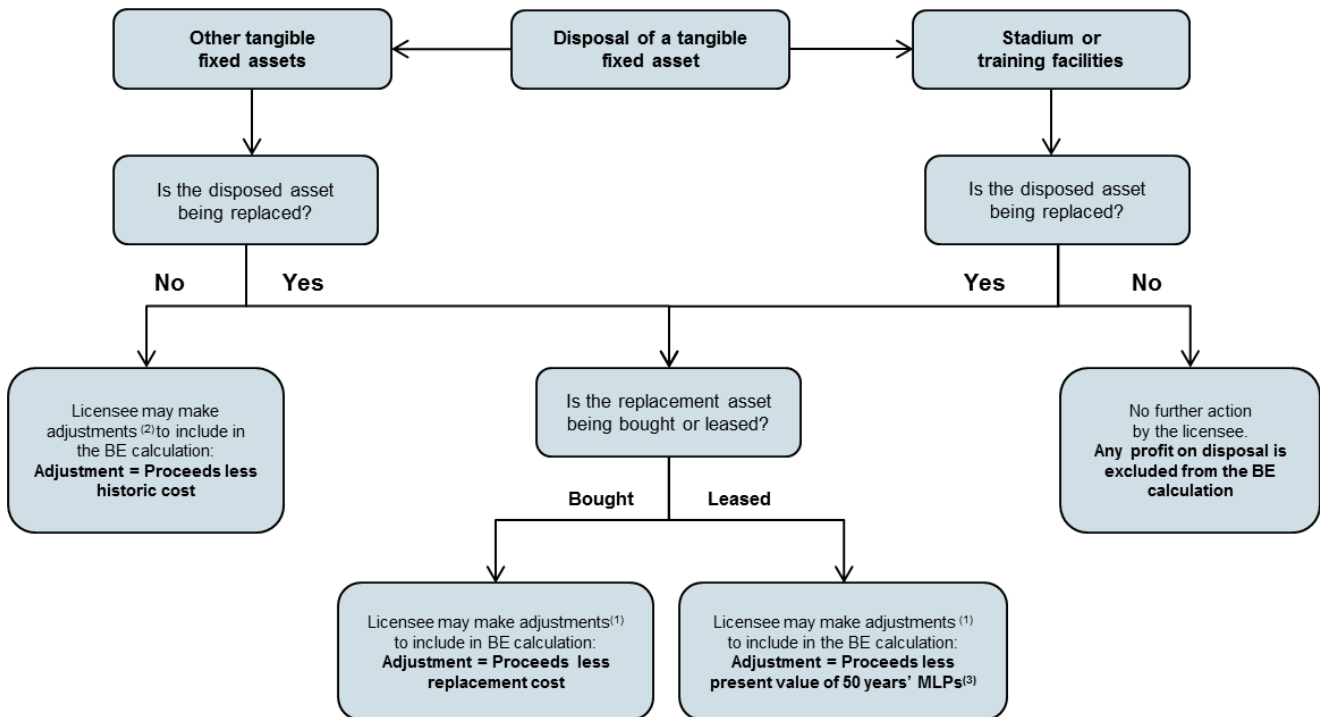 Other tangible
fixed assets
Disposal of a tangible
fixed asset
Stadium or
training facilities
Is the disposed asset
being replaced?
Is the disposed asset
being replaced?
No
Yes
Yes
No
Licensee may make
adjustments (2) to include in
the BE calculation:
Adjustment = Proceeds less
historic cost
Is the replacement asset
being bought or leased?
No further action
by the licensee.
Any profit on disposal is
excluded from the BE
calculation
Bought
Leased
Licensee may make adjustments(1)
to include in BE calculation:
Adjustment = Proceeds less
replacement cost
Licensee may make adjustments (1)
to include in the BE calculation:
Adjustment = Proceeds less
present value of 50 years’ MLPs(3)